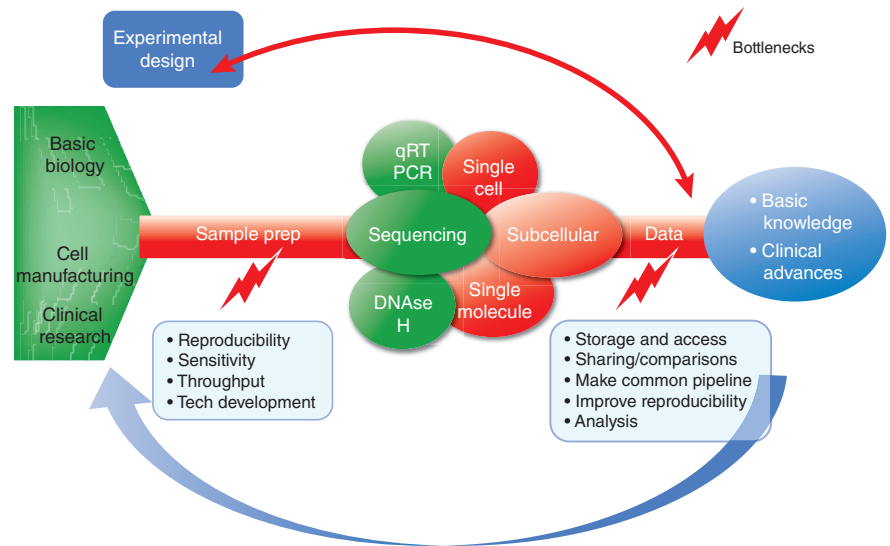 Experimental
design
Bottlenecks
Basic
biology
Cell
manufacturing
Clinical
research
Sample prep
qRT
PCR
Single
cell
Sequencing
Subcellular
DNAse
H
Single
molecule
Data
• Basic
knowledge
• Clinical
advances
• Reproducibility
• Sensitivity
• Throughput
• Tech development
• Storage and access
• Sharing/comparisons
• Make common pipeline
• Improve reproducibility
• Analysis